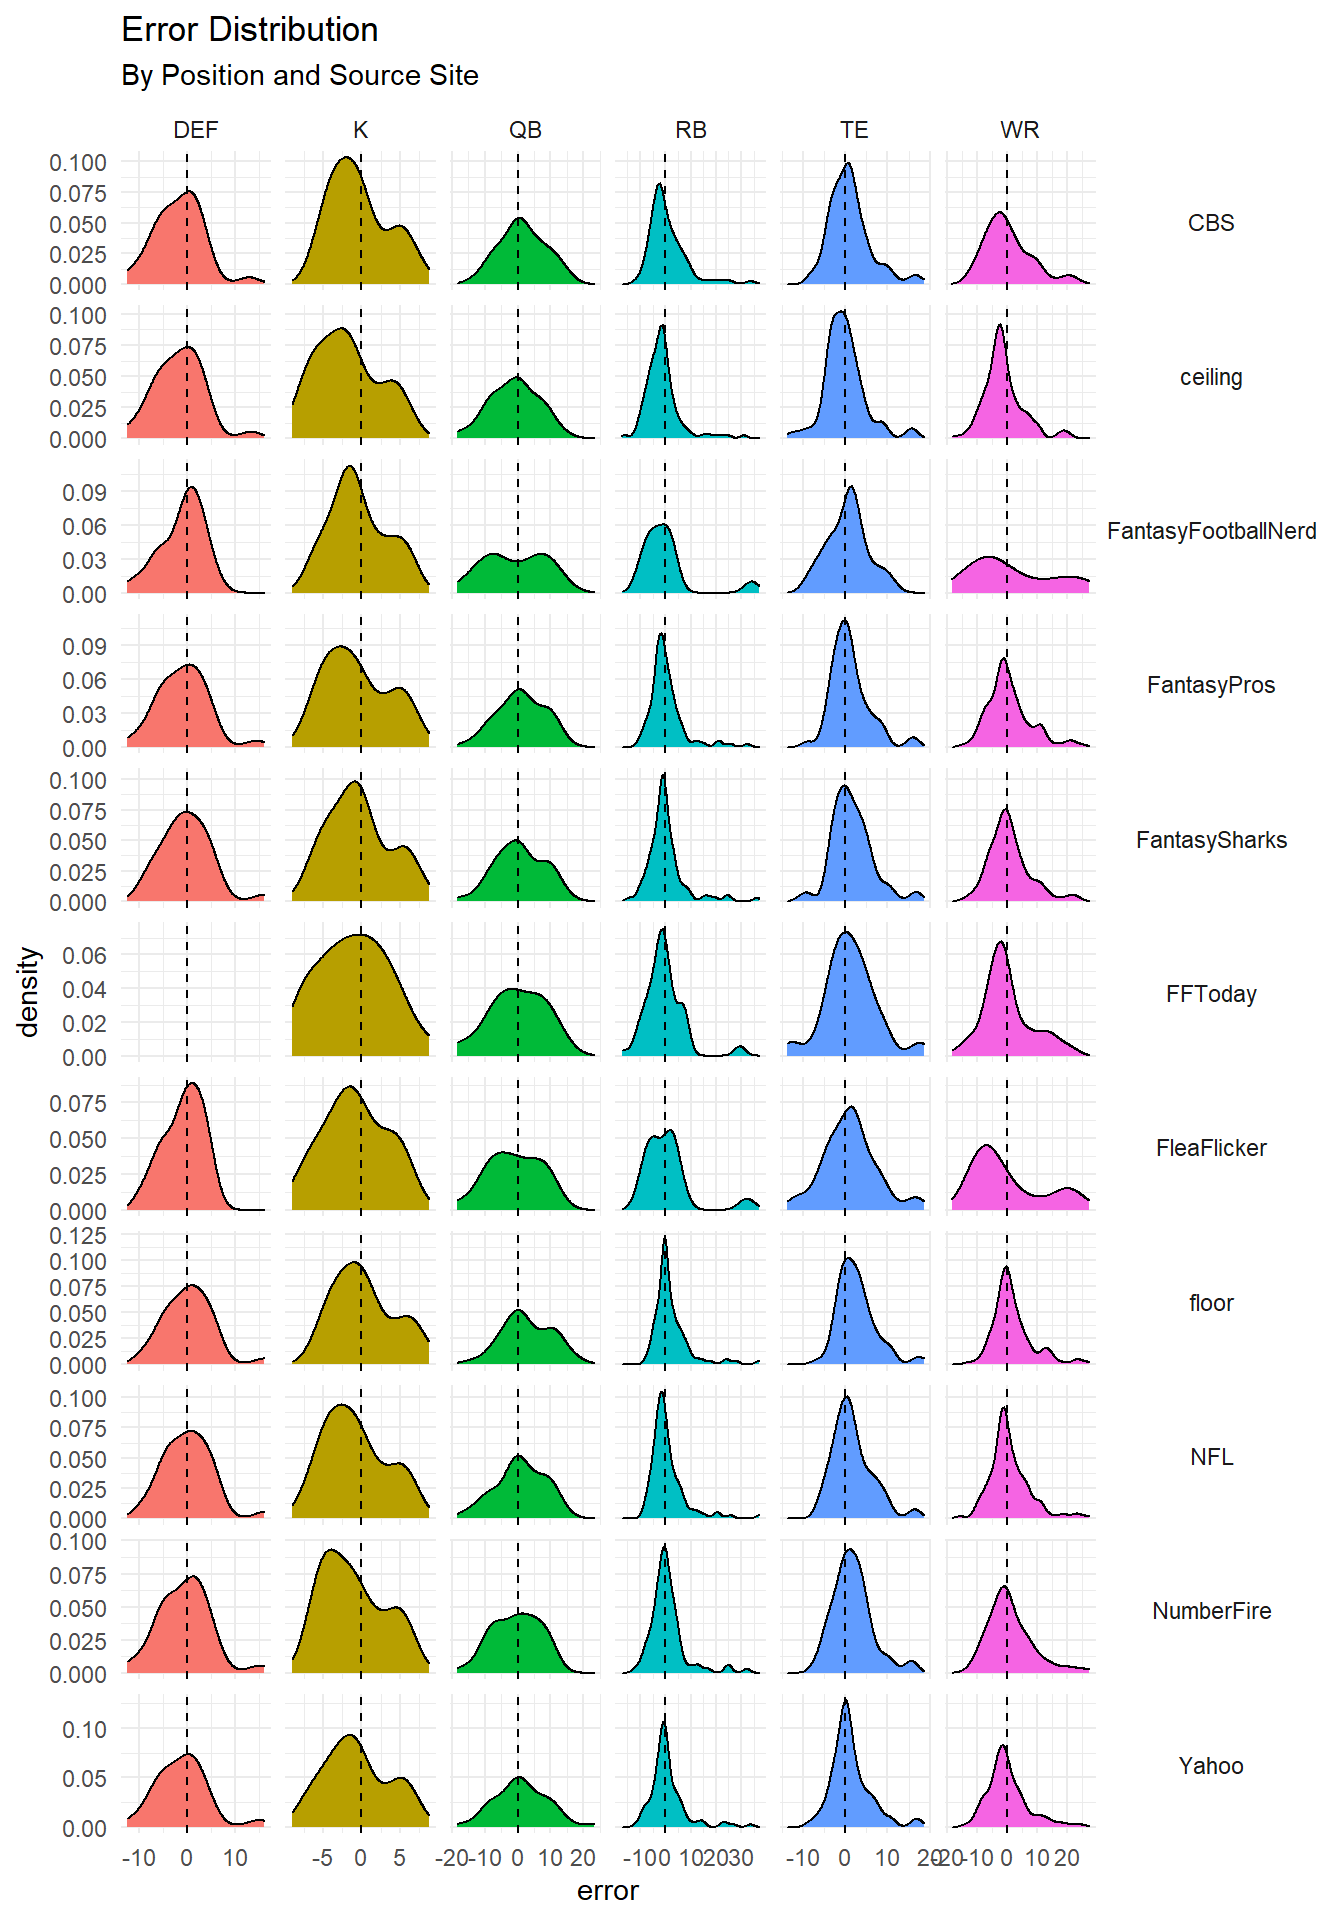 Error Distribution
By Position and Source Site
DEF K QB RB TE WR
0.100
0.075
0.050
0.025
0.000
CBS
0.100
0.075
0.050
0.025
0.000
ceiling
0.09
0.06
0.03
0.00
FantasyFootballNerd
0.09
0.06
0.03
0.00
FantasyPros
0.100
0.075
0.050
0.025
0.000
FantasySharks
0.06
0.04
0.02
0.00
FFToday
0.075
0.050
0.025
0.000
FleaFlicker
0.125
0.100
0.075
0.050
0.025
0.000
floor
0.100
0.075
0.050
0.025
0.000
NFL
0.100
0.075
0.050
0.025
0.000
NumberFire
0.10
0.05
0.00
Yahoo
density
-10 0 10 -5 0 5 -20 -10 0 10 20 -10 0 10 20 30 -10 0 10 20 -20 -10 0 10 20
error